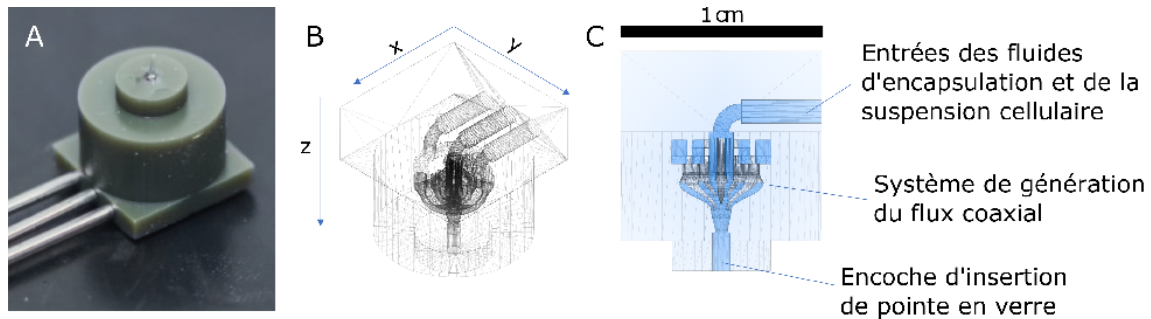 A
B
x
y
z
C
1 cm
Entrées des fluides
d'encapsulation et de la
suspension cellulaire
Système de génération
du flux coaxial
Encoche d'insertion
de pointe en verre